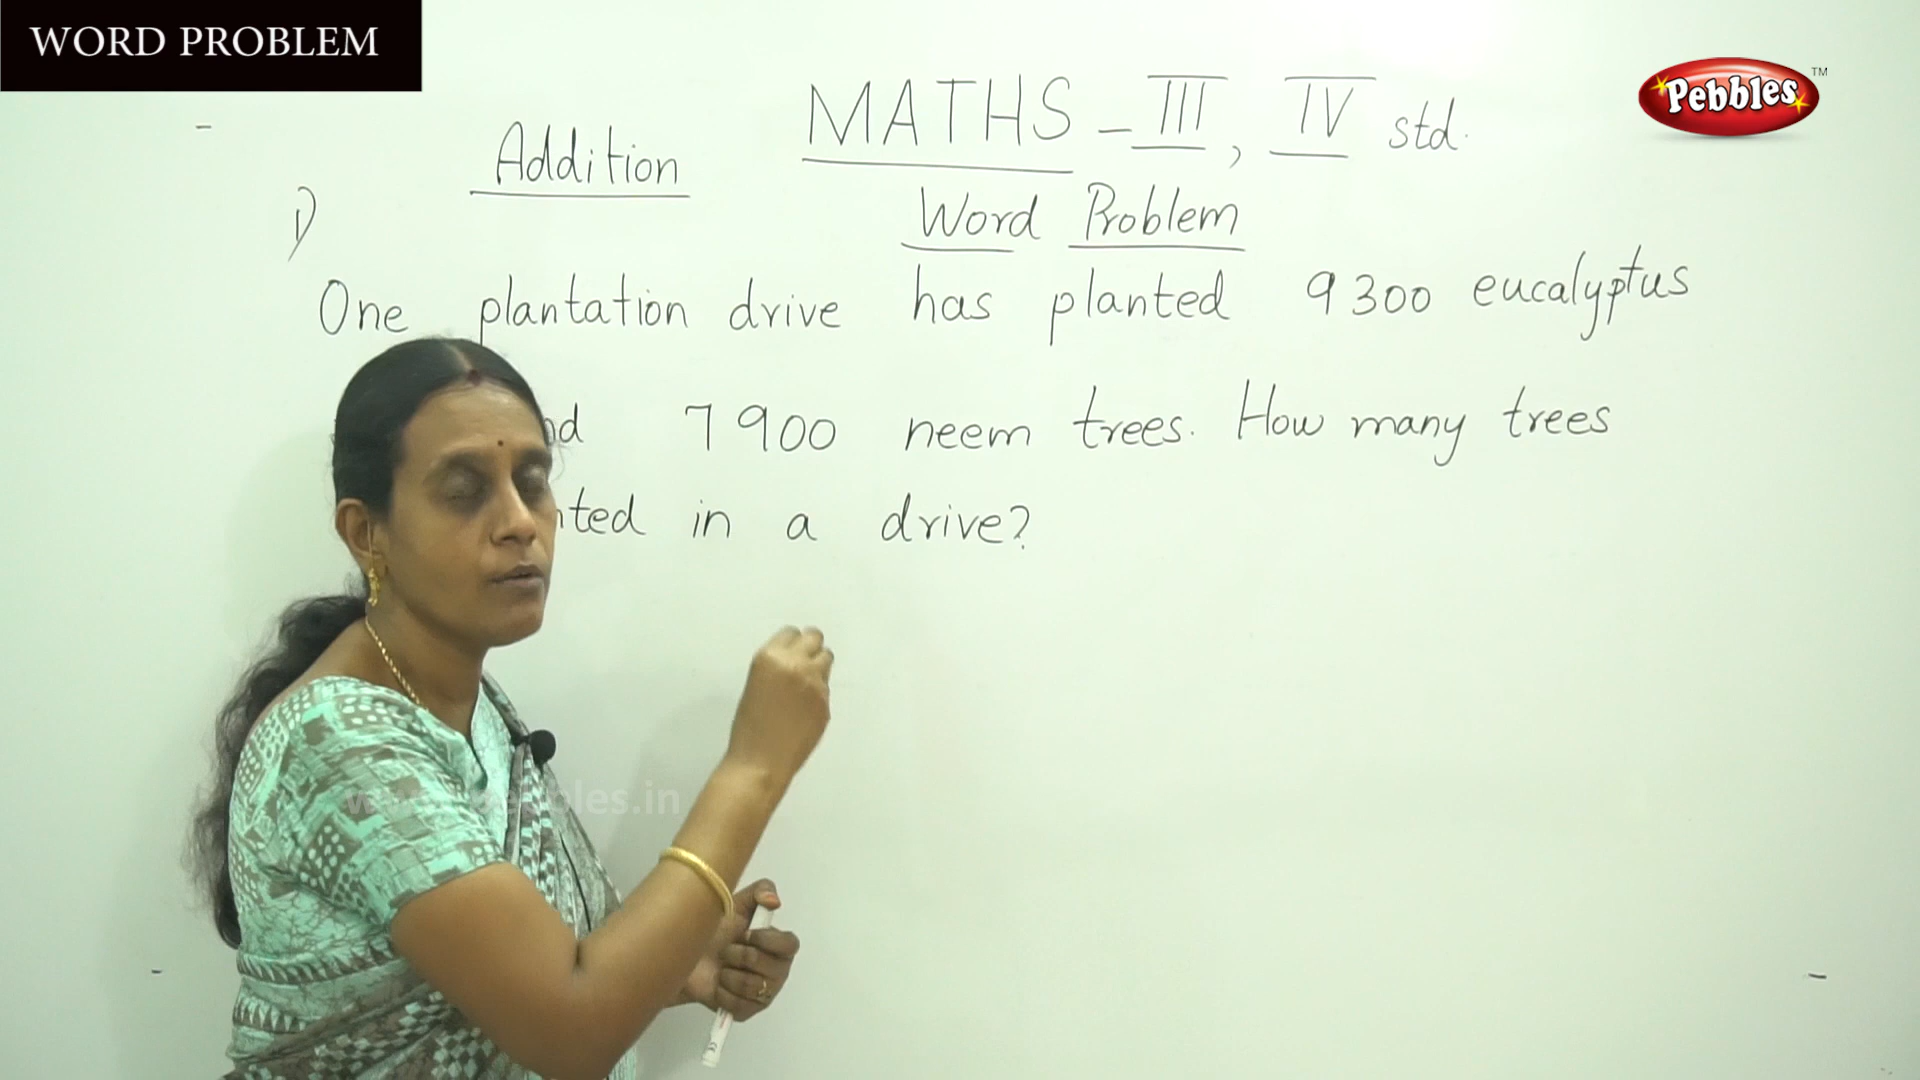 WORD PROBLEM
Pebbles™
MATHS - III, IV std.
Addition
Word Problem
1)
One plantation drive has planted 9300 eucalyptus
7900 neem trees. How many trees
in a drive?